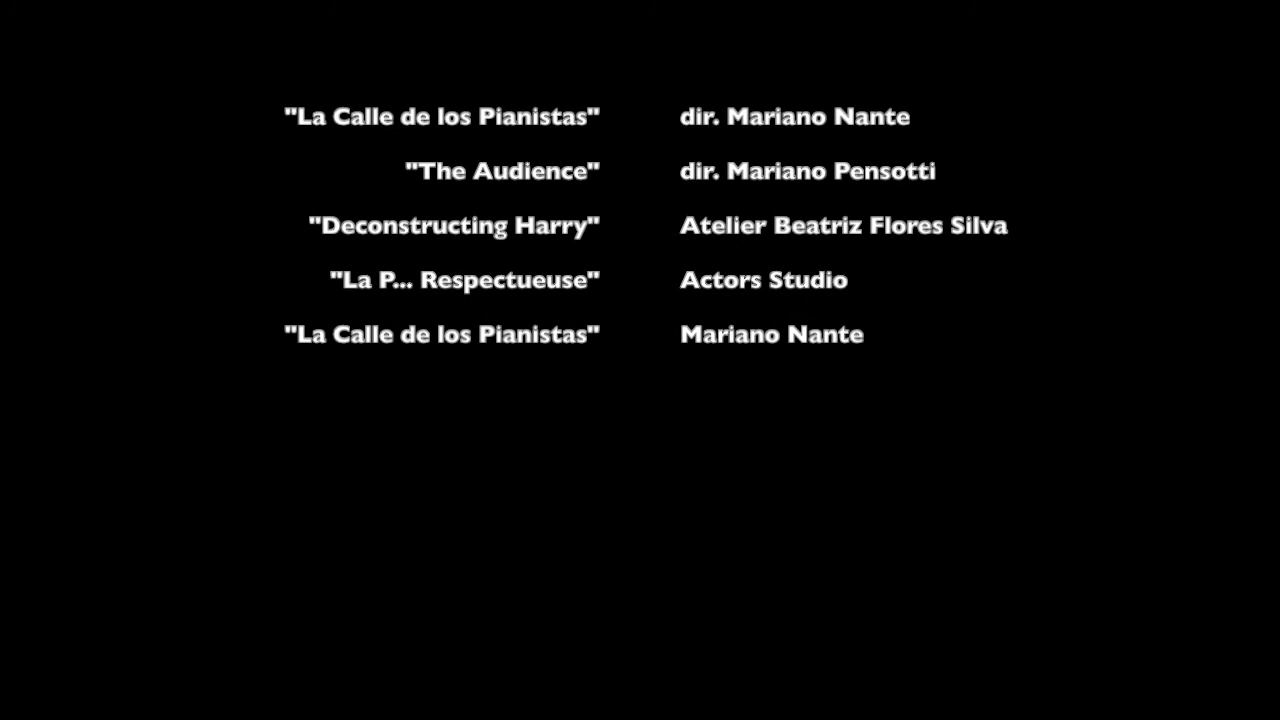 "La Calle de los Pianistas" dir. Mariano Nante
"The Audience" dir. Mariano Pensotti
"Deconstructing Harry" Atelier Beatriz Flores Silva
"La P... Respectueuse" Actors Studio
"La Calle de los Pianistas" Mariano Nante